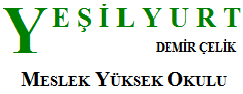 YEŞİLYURT
DEMİR ÇELİK
MESLEK YÜKSEK OKULU